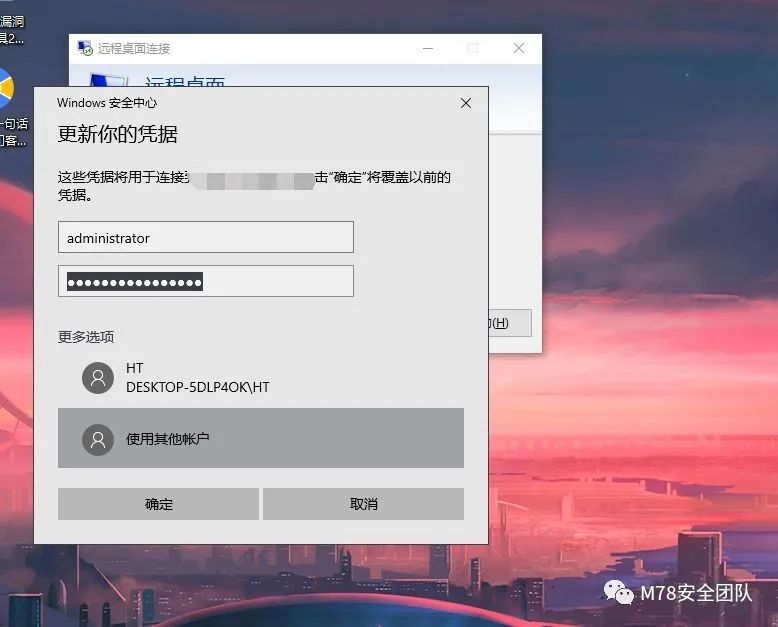 漏洞
具2...
一句话
门客...
远程桌面连接
远程桌面
Windows 安全中心
更新你的凭据
这些凭据将用于连接
击“确定”将覆盖以前的
凭据。
administrator
更多选项
HT
DESKTOP-5DLP4OK\HT
使用其他帐户
确定
取消
(H)
M78安全团队